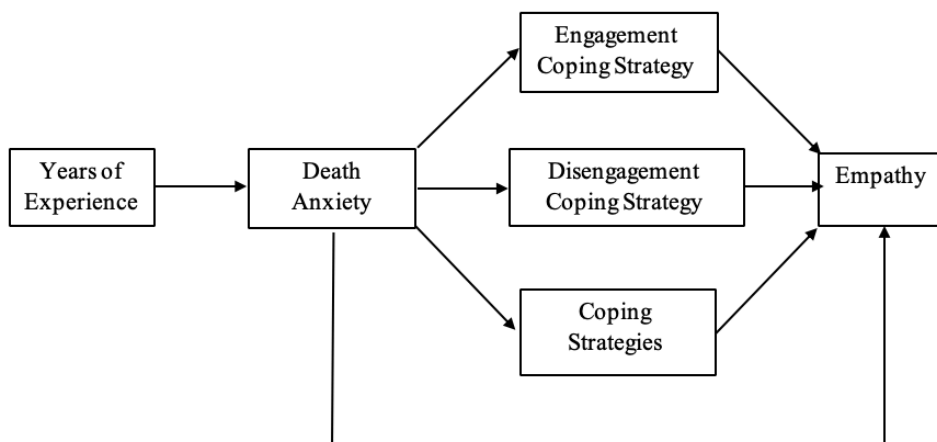 Engagement
Coping Strategy
Years of
Experience
Death
Anxiety
Disengagement
Coping Strategy
Empathy
Coping
Strategies